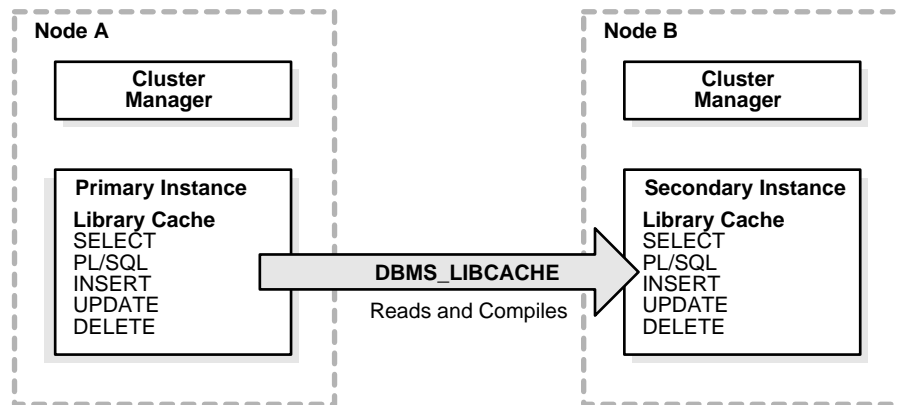 Node A
Cluster
Manager
Primary Instance
Library Cache
SELECT
PL/SQL
INSERT
UPDATE
DELETE
DBMS_LIBCACHE
Reads and Compiles
Node B
Cluster
Manager
Secondary Instance
Library Cache
SELECT
PL/SQL
INSERT
UPDATE
DELETE